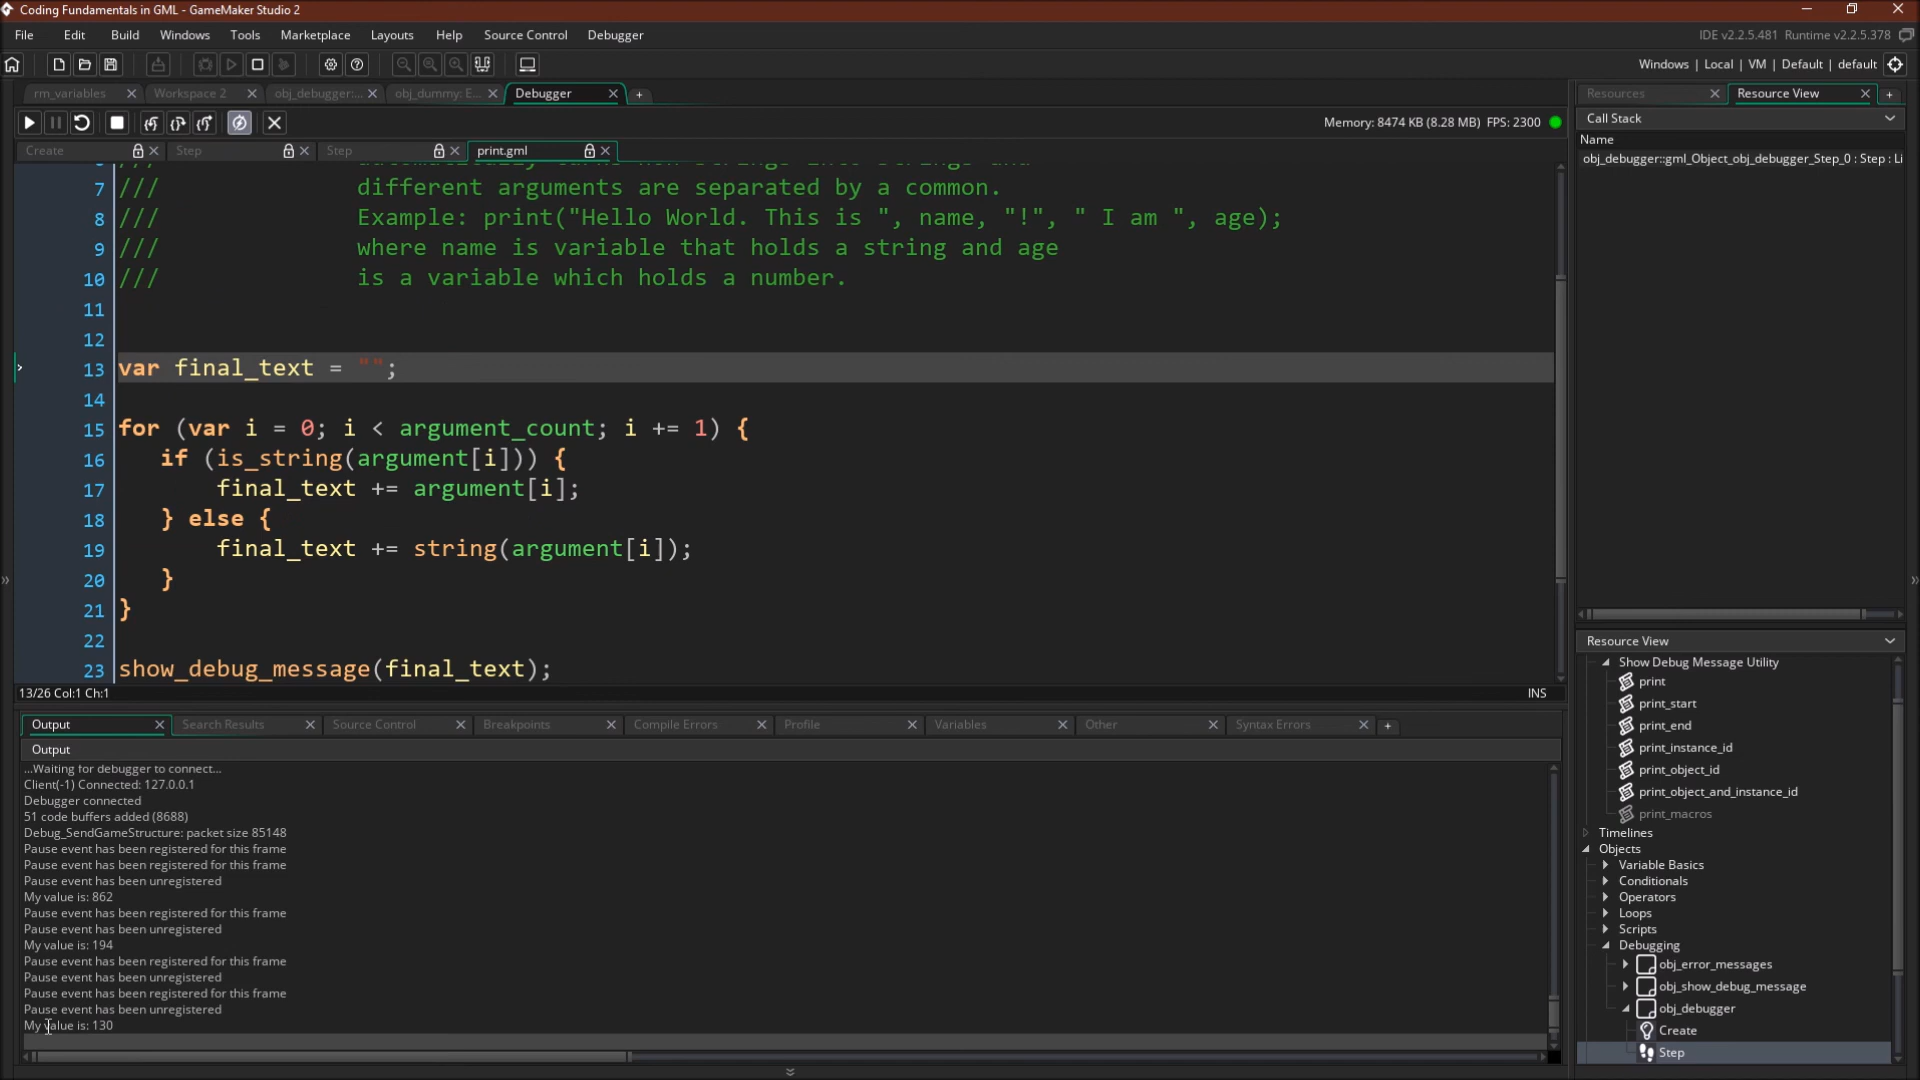 Coding Fundamentals in GML - GameMaker Studio 2
File Edit Build Windows Tools Marketplace Layouts Help Source Control Debugger
IDE v2.2.5.481 Runtime v2.2.5.378
Windows | Local | VM | Default | default
rm_variables Workspace 2 obj_debugger:... obj_dummy: E... Debugger
Resources Resource View
Memory: 8474 KB (8.28 MB) FPS: 2300
Call Stack
Name
obj_debugger::gml_Object_obj_debugger_Step_0 : Step : Li
Create Step Step print.gml
7 /// different arguments are separated by a common.
8 /// Example: print("Hello World. This is ", name, "!", " I am ", age);
9 /// where name is variable that holds a string and age
10 /// is a variable which holds a number.
11
12
13 var final_text = "";
14
15 for (var i = 0; i < argument_count; i += 1) {
16 if (is_string(argument[i])) {
17 final_text += argument[i];
18 } else {
19 final_text += string(argument[i]);
20 }
21 }
22
23 show_debug_message(final_text);
13/26 Col:1 Ch:1
INS
Output Search Results Source Control Breakpoints Compile Errors Profile Variables Other Syntax Errors
Output
...Waiting for debugger to connect...
Client(-1) Connected: 127.0.0.1
Debugger connected
51 code buffers added (8688)
Debug_SendGameStructure: packet size 85148
Pause event has been registered for this frame
Pause event has been registered for this frame
Pause event has been unregistered
My value is: 862
Pause event has been registered for this frame
Pause event has been unregistered
My value is: 194
Pause event has been registered for this frame
Pause event has been unregistered
Pause event has been registered for this frame
Pause event has been unregistered
My value is: 130
Resource View
Show Debug Message Utility
print
print_start
print_end
print_instance_id
print_object_id
print_object_and_instance_id
print_macros
Timelines
Objects
Variable Basics
Conditionals
Operators
Loops
Scripts
Debugging
obj_error_messages
obj_show_debug_message
obj_debugger
Create
Step